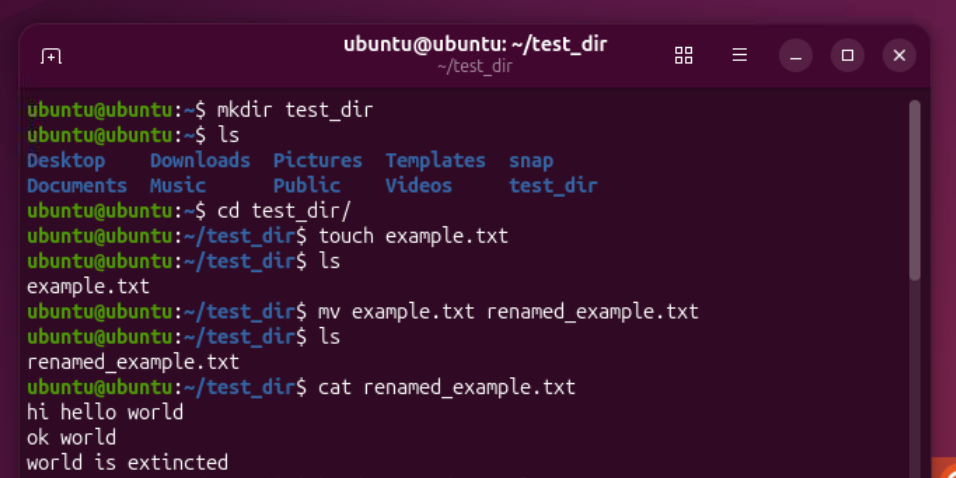 ubuntu@ubuntu: ~/test_dir
~/test_dir
ubuntu@ubuntu:~$ mkdir test_dir
ubuntu@ubuntu:~$ ls
Desktop    Downloads  Pictures  Templates  snap
Documents  Music      Public    Videos     test_dir
ubuntu@ubuntu:~$ cd test_dir/
ubuntu@ubuntu:~/test_dir$ touch example.txt
ubuntu@ubuntu:~/test_dir$ ls
example.txt
ubuntu@ubuntu:~/test_dir$ mv example.txt renamed_example.txt
ubuntu@ubuntu:~/test_dir$ ls
renamed_example.txt
ubuntu@ubuntu:~/test_dir$ cat renamed_example.txt
hi hello world
ok world
world is extincted